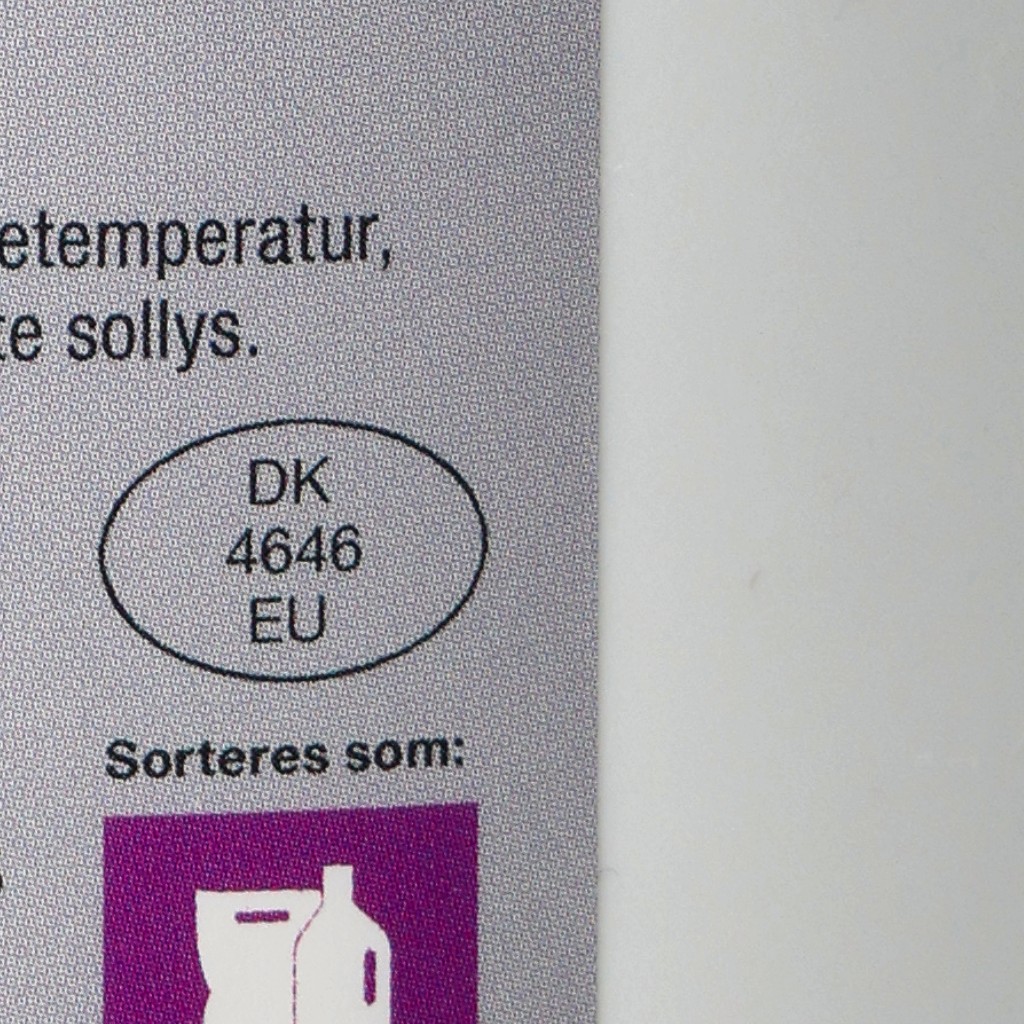 etemperatur,
te sollys.
DK
4646
EU
Sorteres som: